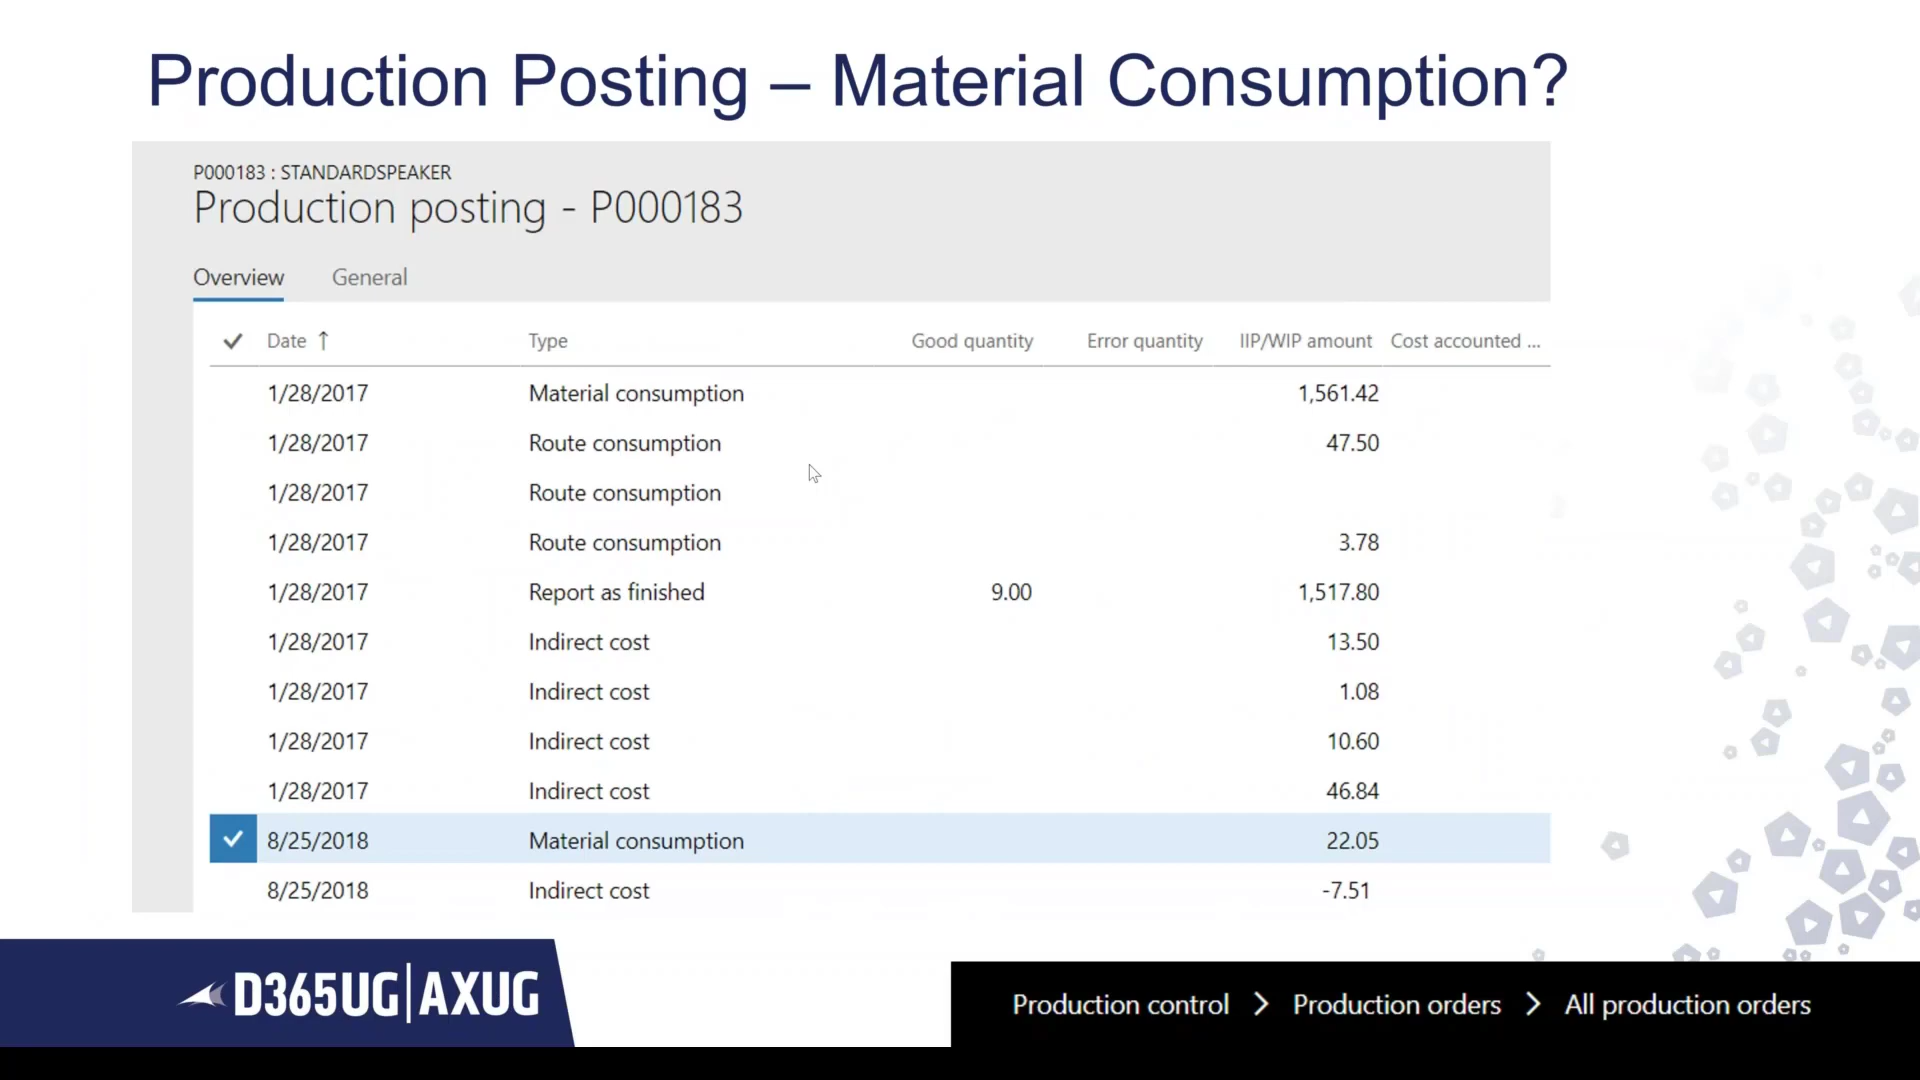 Production Posting – Material Consumption?
P000183 : STANDARDSPEAKER
Production posting - P000183
Overview General
Date ↑ Type Good quantity Error quantity IIP/WIP amount Cost accounted ...
1/28/2017 Material consumption 1,561.42
1/28/2017 Route consumption 47.50
1/28/2017 Route consumption
1/28/2017 Route consumption 3.78
1/28/2017 Report as finished 9.00 1,517.80
1/28/2017 Indirect cost 13.50
1/28/2017 Indirect cost 1.08
1/28/2017 Indirect cost 10.60
1/28/2017 Indirect cost 46.84
8/25/2018 Material consumption 22.05
8/25/2018 Indirect cost -7.51
D365UG|AXUG
Production control > Production orders > All production orders